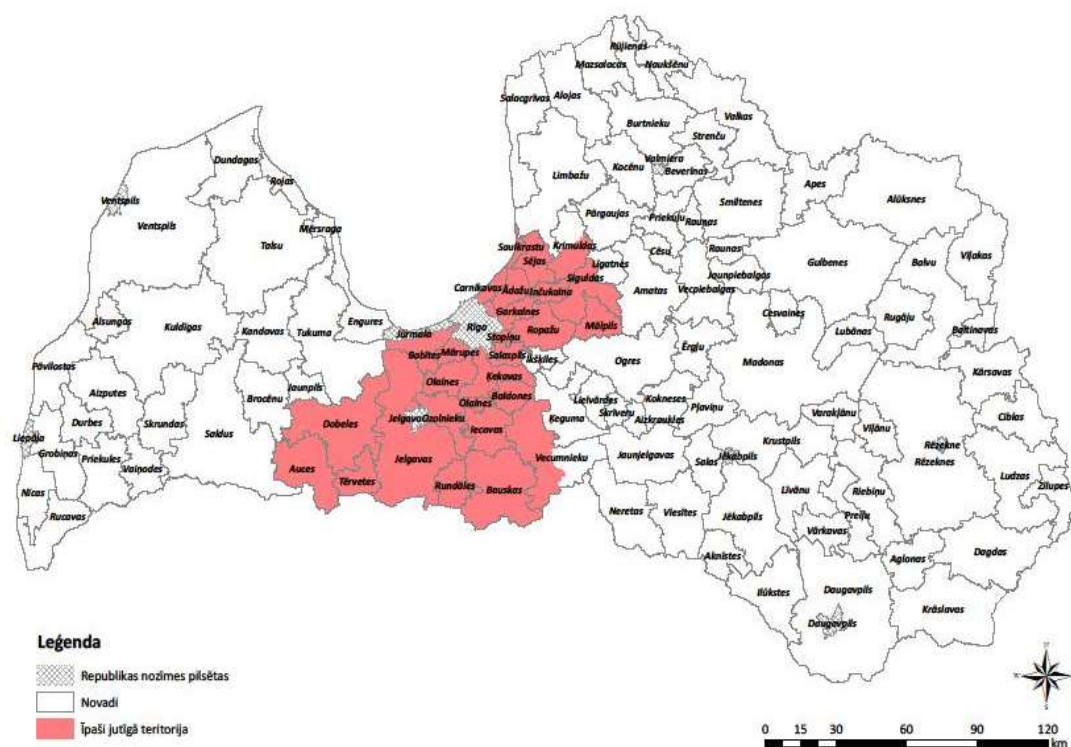 Rūjienas
Mazsalacas
Naukšēnu
Salacgrīvas
Alojas
Valkas
Burtnieku
Strenču
Dundagas
Valmiera
Kocēnu
Beverīnas
Rojas
Limbažu
Apes
Ventspils
Alūksnes
Smiltenes
Pārgaujas
Priekuļu
Raunas
Mērsraga
Ventspils
Talsu
Saulkrastu
Krimuldas
Cēsu
Raunas
Balvu
Viļakas
Sējas
Līgatnes
Gulbenes
Jaunpiebalgas
Siguldas
Carnikavas
Ādažu
Inčukalna
Amatas
Vecpiebalgas
Alsungas
Engures
Garkalnes
Cesvaines
Rugāju
Kuldīgas
Kandavas
Tukuma
Rīga
Ropažu
Mālpils
Lubānas
Baltinavas
Jūrmala
Stopiņu
Ērgļu
Babītes
Mārupes
Salaspils
Ikšķiles
Ogres
Madonas
Pāvilostas
Kārsavas
Aizputes
Jaunpils
Olaines
Ķekavas
Brocēnu
Olaines
Baldones
Lielvārdes
Kokneses
Pļaviņu
Ciblas
Durbes
Skrundas
Skrīveru
Varakļānu
Liepāja
Dobeles
Jelgava
Ozolnieku
Ķeguma
Aizkraukles
Viļānu
Saldus
Iecavas
Krustpils
Rēzekne
Grobiņas
Priekules
Vecumnieku
Jaunjelgavas
Jēkabpils
Rēzeknes
Vaiņodes
Auces
Jelgavas
Salas
Ludzas
Tērvetes
Rundāles
Bauskas
Līvānu
Riebiņu
Zilupes
Nīcas
Neretas
Viesītes
Jēkabpils
Preiļu
Rucavas
Vārkavas
Aknīstes
Aglonas
Dagdas
Ilūkstes
Daugavpils
Krāslavas
Daugavpils
Leģenda
Republikas nozīmes pilsētas
Novadi
Īpaši jutīgā teritorija
0 15 30 60 90 120
km